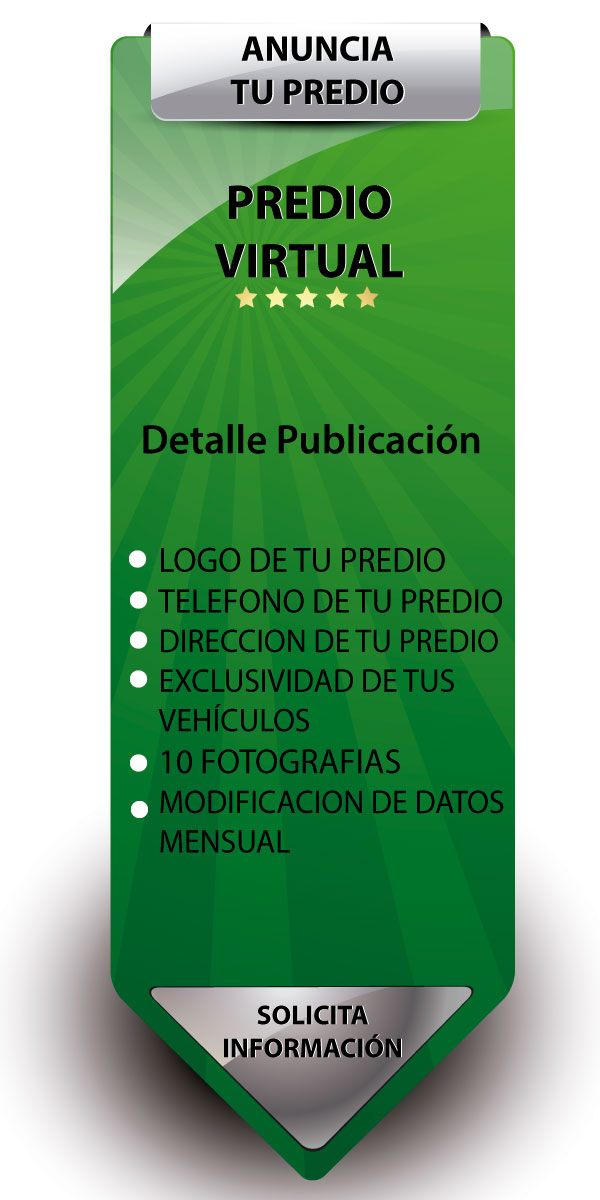 ANUNCIA
TU PREDIO
PREDIO
VIRTUAL
Detalle Publicación
LOGO DE TU PREDIO
TELEFONO DE TU PREDIO
DIRECCION DE TU PREDIO
EXCLUSIVIDAD DE TUS
VEHÍCULOS
10 FOTOGRAFIAS
MODIFICACION DE DATOS
MENSUAL
SOLICITA
INFORMACIÓN